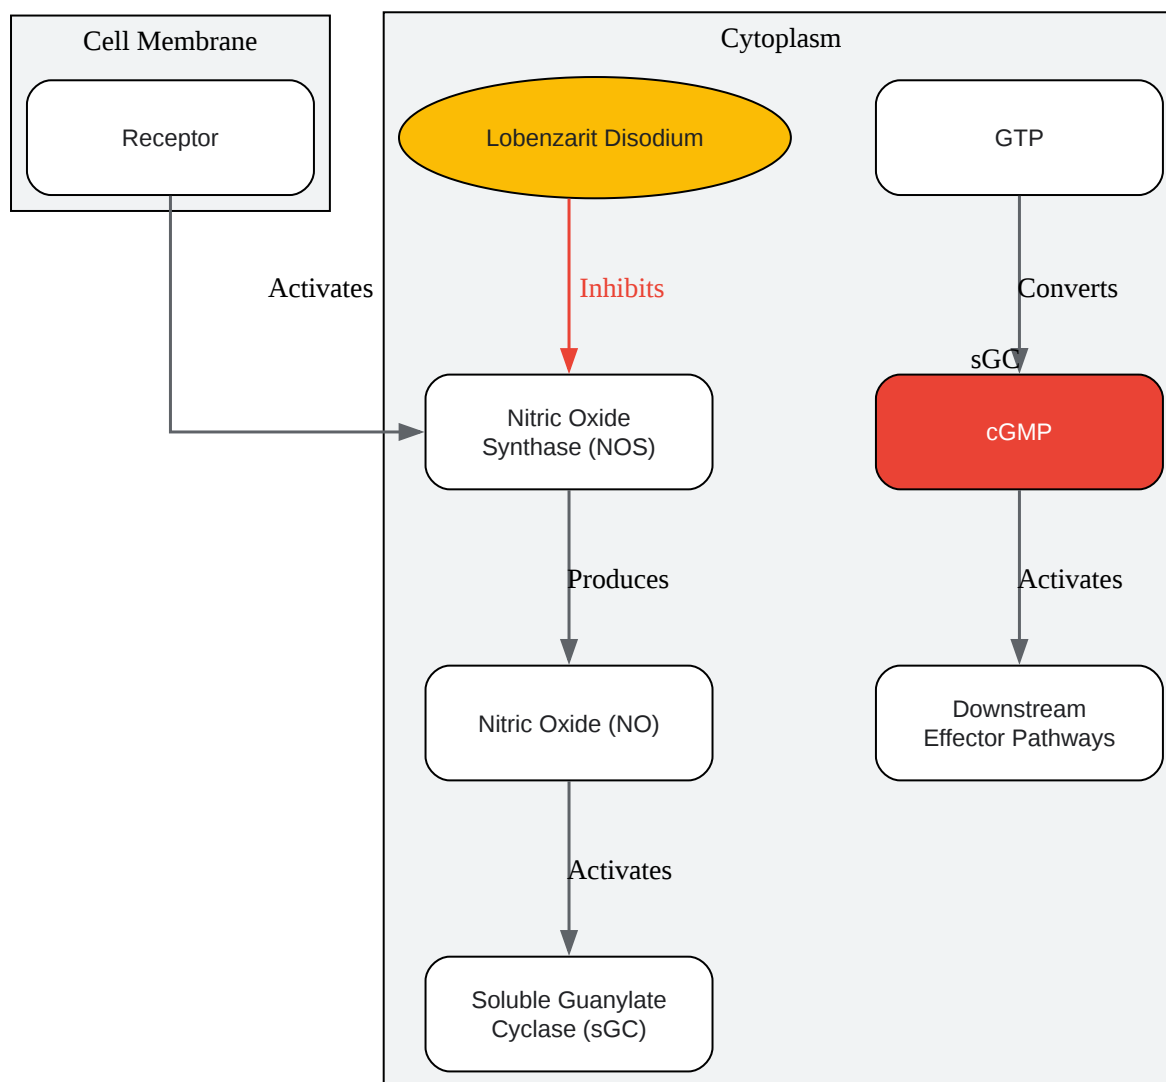 Cell Membrane
Cytoplasm
Receptor
Lobenzarit Disodium
GTP
Activates
Inhibits
Converts
sGC
Nitric Oxide
Synthase (NOS)
cGMP
Produces
Activates
Nitric Oxide (NO)
Downstream
Effector Pathways
Activates
Soluble Guanylate
Cyclase (sGC)